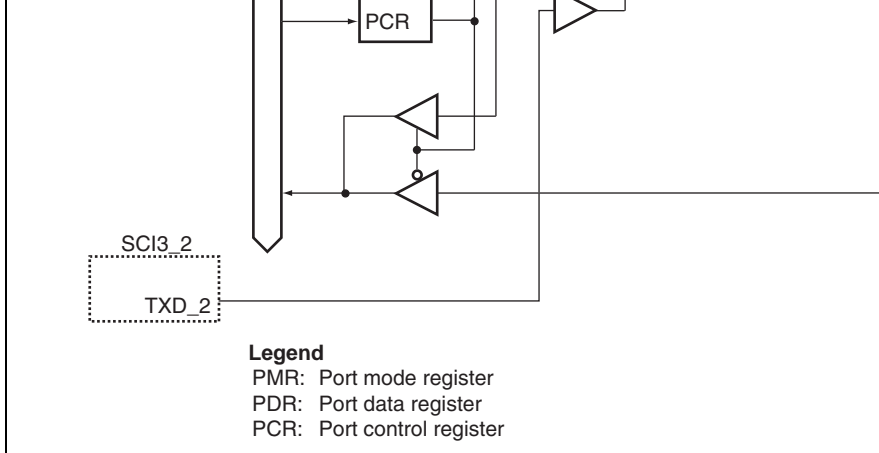 PCR
SCI3_2
TXD_2
Legend
PMR: Port mode register
PDR: Port data register
PCR: Port control register